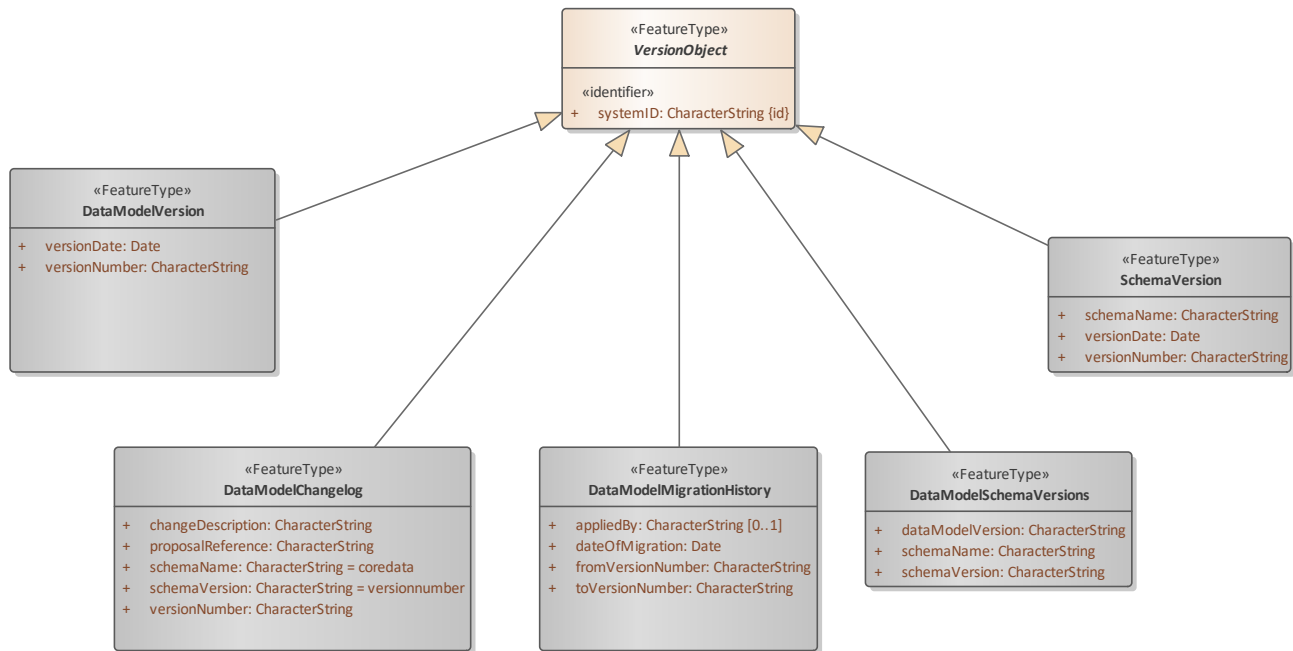 «FeatureType»
VersionObject
«identifier»
+ systemID: CharacterString {id}
«FeatureType»
DataModelVersion
+ versionDate: Date
+ versionNumber: CharacterString
«FeatureType»
SchemaVersion
+ schemaName: CharacterString
+ versionDate: Date
+ versionNumber: CharacterString
«FeatureType»
DataModelChangelog
+ changeDescription: CharacterString
+ proposalReference: CharacterString
+ schemaName: CharacterString = coredata
+ schemaVersion: CharacterString = versionnumber
+ versionNumber: CharacterString
«FeatureType»
DataModelMigrationHistory
+ appliedBy: CharacterString [0..1]
+ dateOfMigration: Date
+ fromVersionNumber: CharacterString
+ toVersionNumber: CharacterString
«FeatureType»
DataModelSchemaVersions
+ dataModelVersion: CharacterString
+ schemaName: CharacterString
+ schemaVersion: CharacterString